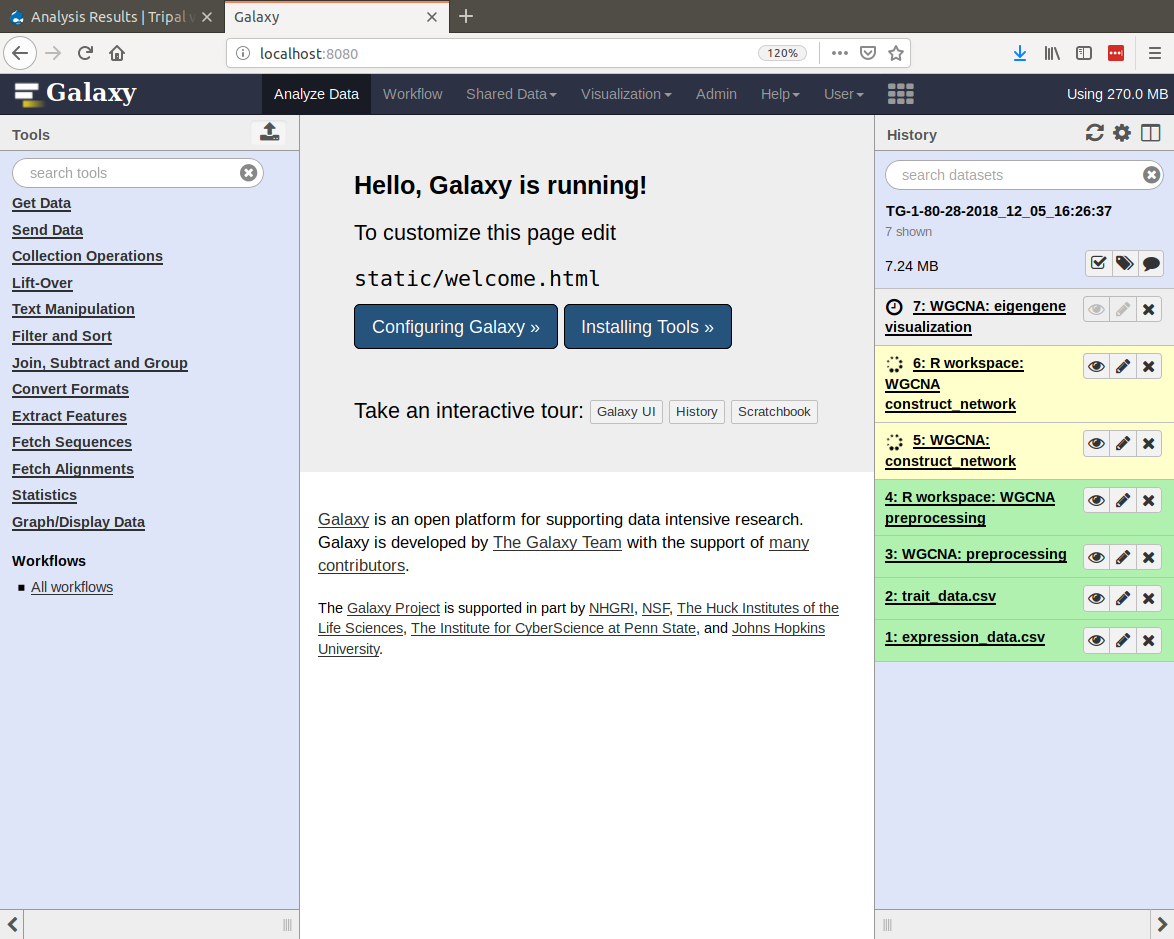 Analysis Results | Tripal
Galaxy
localhost:8080
120%
Galaxy
Analyze Data
Workflow
Shared Data
Visualization
Admin
Help
User
Using 270.0 MB
Tools
search tools
Get Data
Send Data
Collection Operations
Lift-Over
Text Manipulation
Filter and Sort
Join, Subtract and Group
Convert Formats
Extract Features
Fetch Sequences
Fetch Alignments
Statistics
Graph/Display Data
Workflows
All workflows
Hello, Galaxy is running!
To customize this page edit
static/welcome.html
Configuring Galaxy »
Installing Tools »
Take an interactive tour: Galaxy UI History Scratchbook
Galaxy is an open platform for supporting data intensive research.
Galaxy is developed by The Galaxy Team with the support of many
contributors.
The Galaxy Project is supported in part by NHGRI, NSF, The Huck Institutes of the
Life Sciences, The Institute for CyberScience at Penn State, and Johns Hopkins
University.
History
search datasets
TG-1-80-28-2018_12_05_16:26:37
7 shown
7.24 MB
7: WGCNA: eigengene
visualization
6: R workspace:
WGCNA
construct_network
5: WGCNA:
construct_network
4: R workspace: WGCNA
preprocessing
3: WGCNA: preprocessing
2: trait_data.csv
1: expression_data.csv